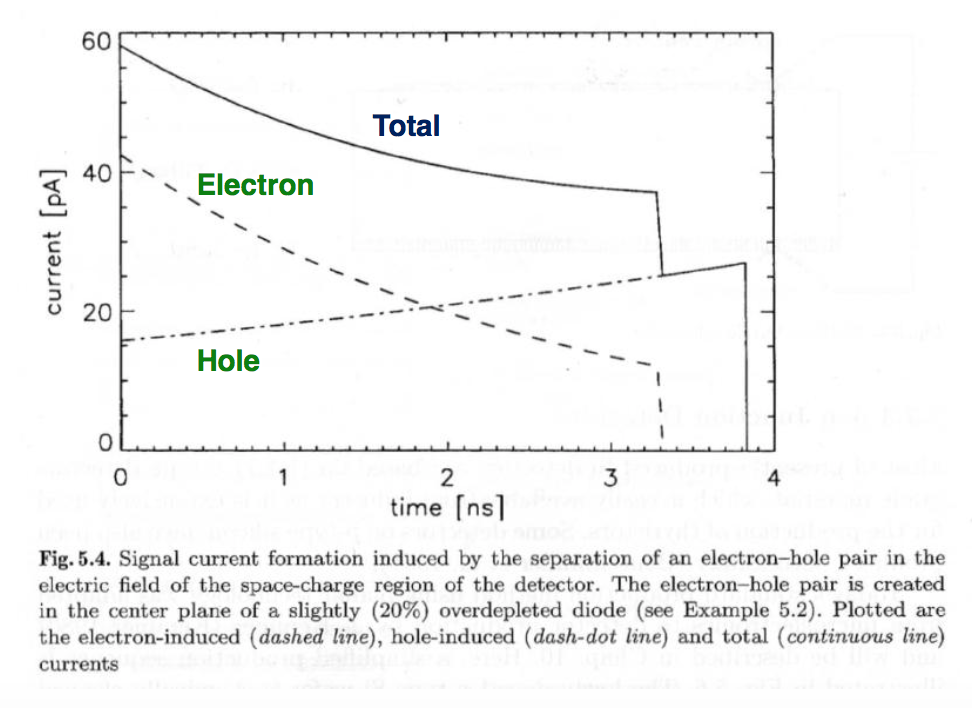 60
Total
40
Electron
current [pA]
20
Hole
0
0 1 2 3 4
time [ns]
Fig. 5.4. Signal current formation induced by the separation of an electron–hole pair in the
electric field of the space-charge region of the detector. The electron–hole pair is created
in the center plane of a slightly (20%) overdepleted diode (see Example 5.2). Plotted are
the electron-induced (dashed line), hole-induced (dash-dot line) and total (continuous line)
currents